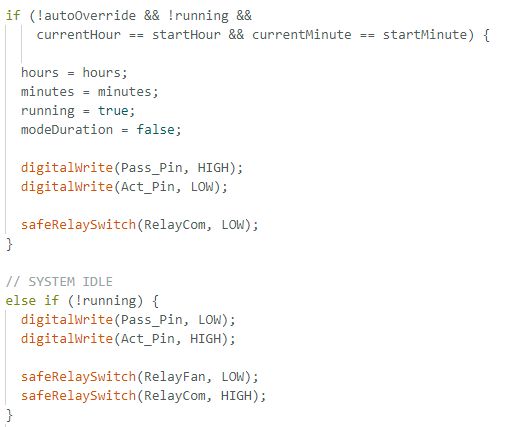 if (!autoOverride && !running &&
    currentHour == startHour && currentMinute == startMinute) {
  hours = hours;
  minutes = minutes;
  running = true;
  modeDuration = false;
  digitalWrite(Pass_Pin, HIGH);
  digitalWrite(Act_Pin, LOW);
  safeRelaySwitch(RelayCom, LOW);
}
// SYSTEM IDLE
else if (!running) {
  digitalWrite(Pass_Pin, LOW);
  digitalWrite(Act_Pin, HIGH);
  safeRelaySwitch(RelayFan, LOW);
  safeRelaySwitch(RelayCom, HIGH);
}